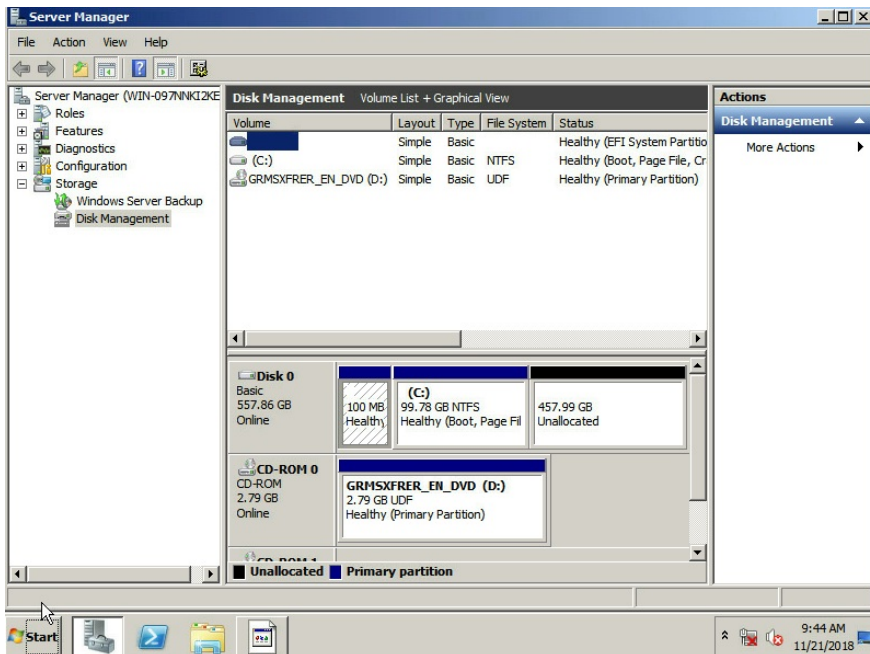 Server Manager
File Action View Help
Server Manager (WIN-097NNKI2KE
Roles
Features
Diagnostics
Configuration
Storage
Windows Server Backup
Disk Management
Disk Management Volume List + Graphical View
Volume Layout Type File System Status
Simple Basic Healthy (EFI System Partitio
(C:) Simple Basic NTFS Healthy (Boot, Page File, Cr
GRMSXFRER_EN_DVD (D:) Simple Basic UDF Healthy (Primary Partition)
Disk 0
Basic
557.86 GB
Online
100 MB
Healthy
(C:)
99.78 GB NTFS
Healthy (Boot, Page Fil
457.99 GB
Unallocated
CD-ROM 0
CD-ROM
2.79 GB
Online
GRMSXFRER_EN_DVD (D:)
2.79 GB UDF
Healthy (Primary Partition)
CD-ROM 1
Unallocated Primary partition
Actions
Disk Management
More Actions
Start
9:44 AM
11/21/2018